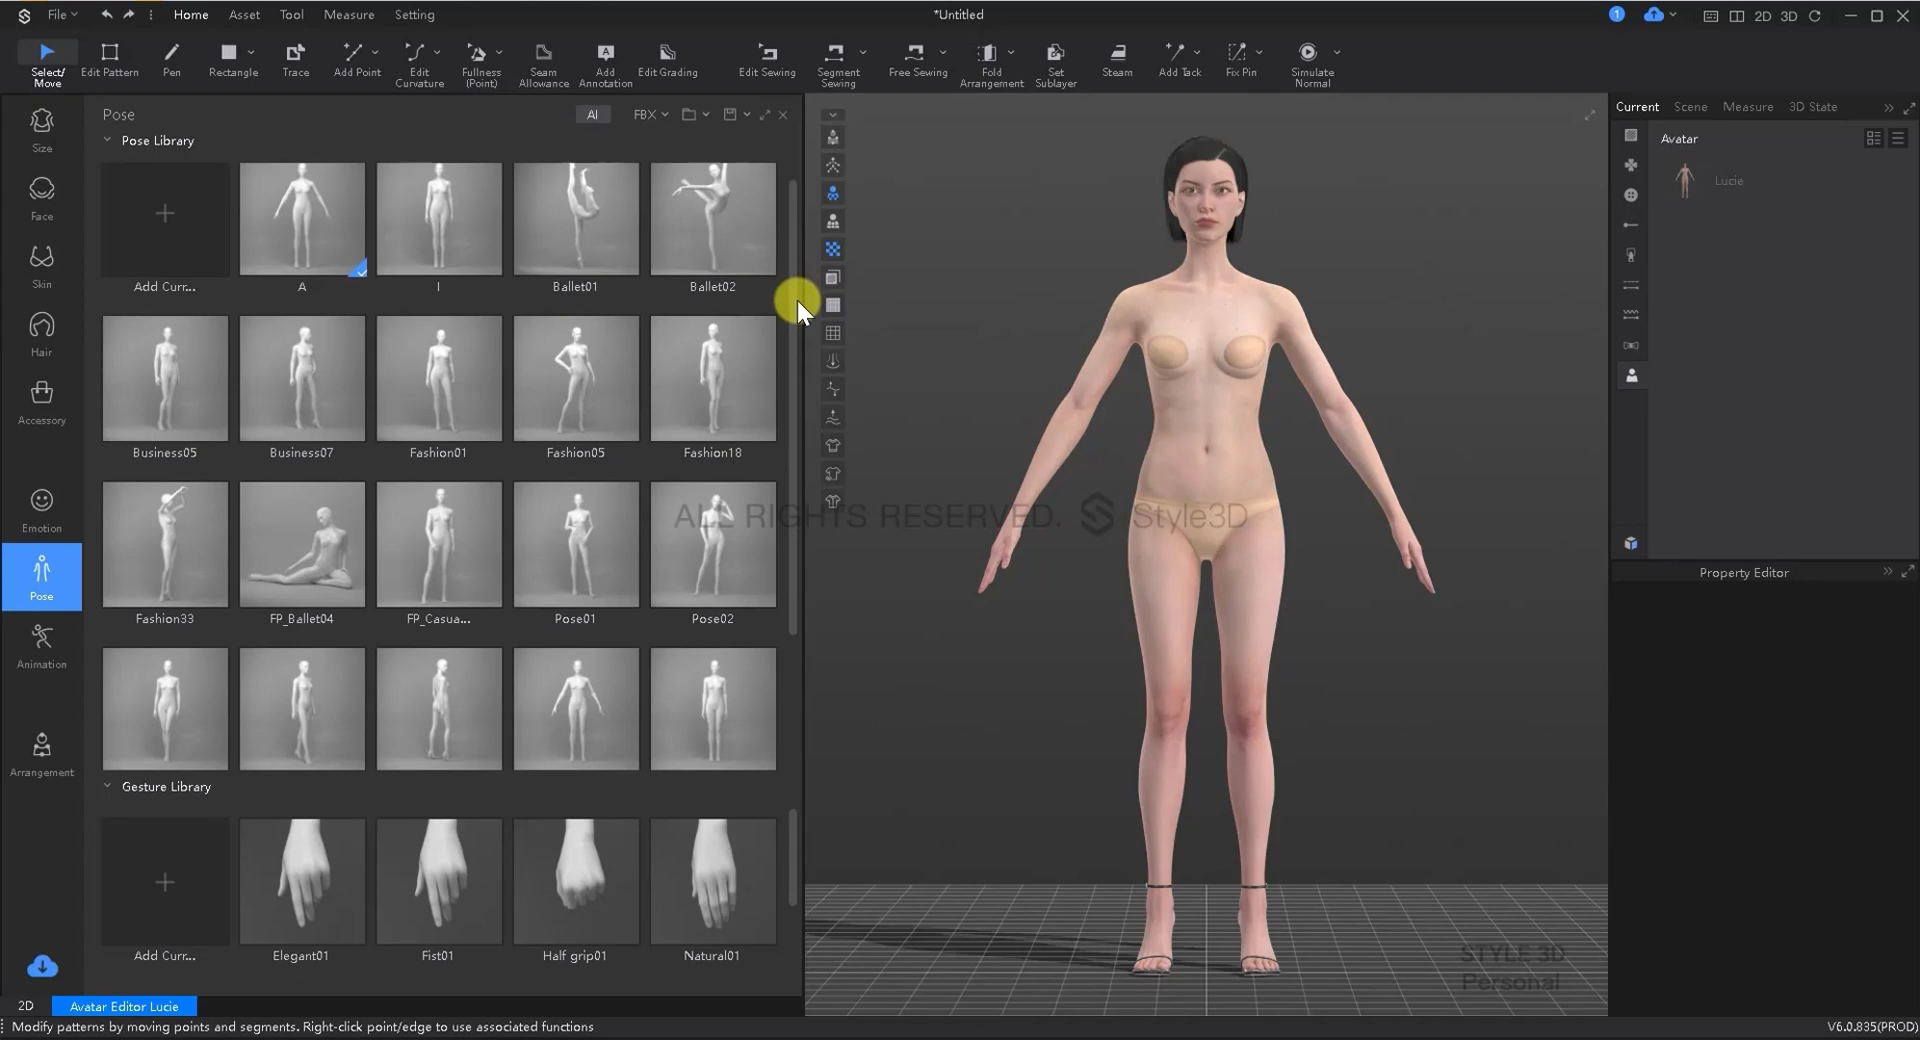 File
Home Asset Tool Measure Setting
*Untitled
1
2D 3D
Select/
Move
Edit Pattern
Pen
Rectangle
Trace
Add Point
Edit
Curvature
Fullness
(Point)
Seam
Allowance
Add
Annotation
Edit Grading
Edit Sewing
Segment
Sewing
Free Sewing
Fold
Arrangement
Set
Sublayer
Steam
Add Tack
Fix Pin
Simulate
Normal
Size
Face
Skin
Hair
Accessory
Emotion
Pose
Animation
Arrangement
Pose
AI
FBX
Pose Library
Add Curr...
A
I
Ballet01
Ballet02
Business05
Business07
Fashion01
Fashion05
Fashion18
Fashion33
FP_Ballet04
FP_Casua...
Pose01
Pose02
Gesture Library
Add Curr...
Elegant01
Fist01
Half grip01
Natural01
ALL RIGHTS RESERVED. Style3D
STYLE 3D
Personal
Current Scene Measure 3D State
Avatar
Lucie
Property Editor
2D
Avatar Editor Lucie
Modify patterns by moving points and segments. Right-click point/edge to use associated functions
V6.0.835(PROD)